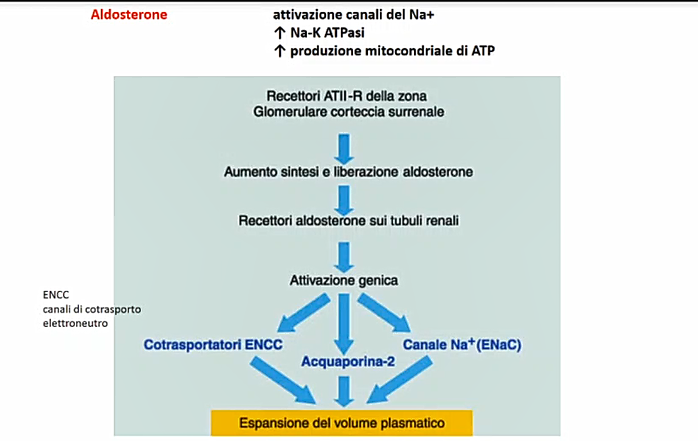 Aldosterone
attivazione canali del Na+
↑ Na-K ATPasi
↑ produzione mitocondriale di ATP
Recettori ATII-R della zona
Glomerulare corteccia surrenale
Aumento sintesi e liberazione aldosterone
Recettori aldosterone sui tubuli renali
Attivazione genica
ENCC
canali di cotrasporto
elettroneutro
Cotrasportatori ENCC
Acquaporina-2
Canale Na+(ENaC)
Espansione del volume plasmatico